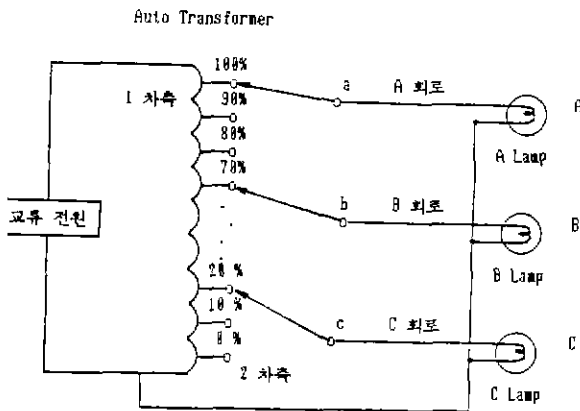 Auto Transformer
100%
a
A 회로
A
1 차측
90%
80%
A Lamp
70%
b
B 회로
B
교류 전원
B Lamp
20 %
10 %
c
C 회로
C
0 %
2 차측
C Lamp